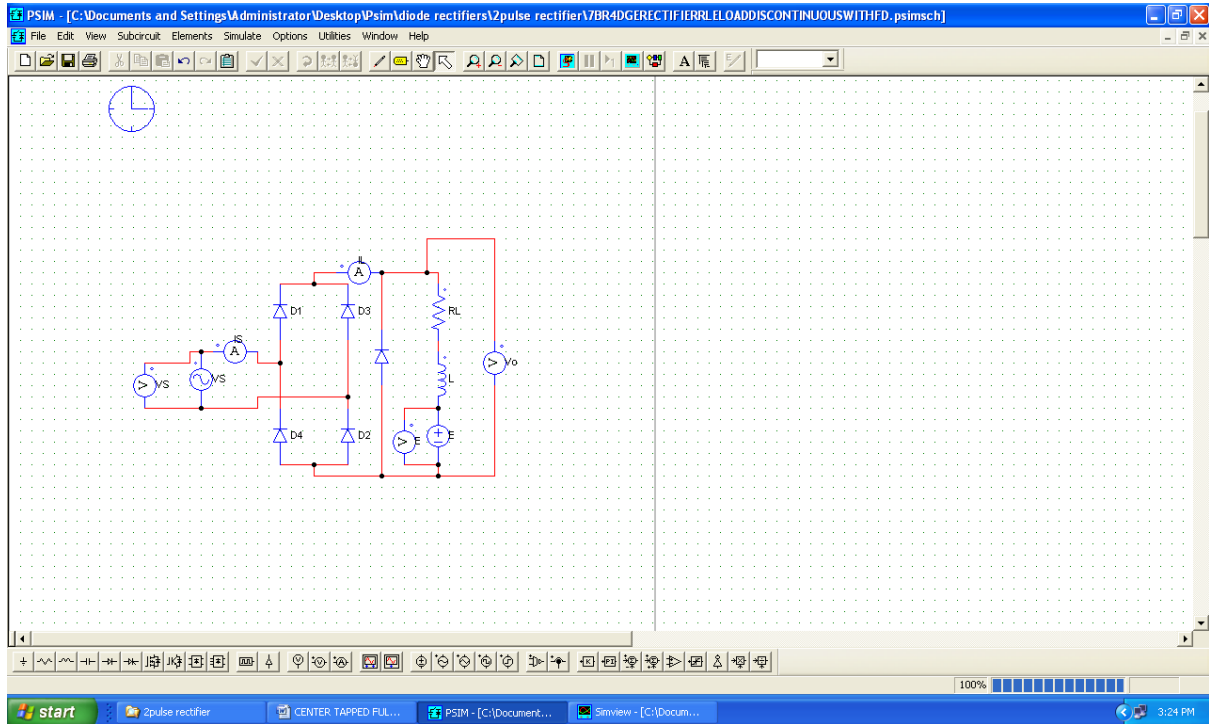 PSIM - [C:\Documents and Settings\Administrator\Desktop\Psim\diode rectifiers\2pulse rectifier\7BR4DGERECTIFIERRLELOADDISCONTINUOUSWITHFD.psimsch]
File Edit View Subcircuit Elements Simulate Options Utilities Window Help
IL
A
D1
D3
RL
IS
A
V
VS
VS
V
Vo
L
D4
D2
V
E
E
100%
start
2pulse rectifier
CENTER TAPPED FUL...
PSIM - [C:\Document...
Simview - [C:\Docum...
3:24 PM